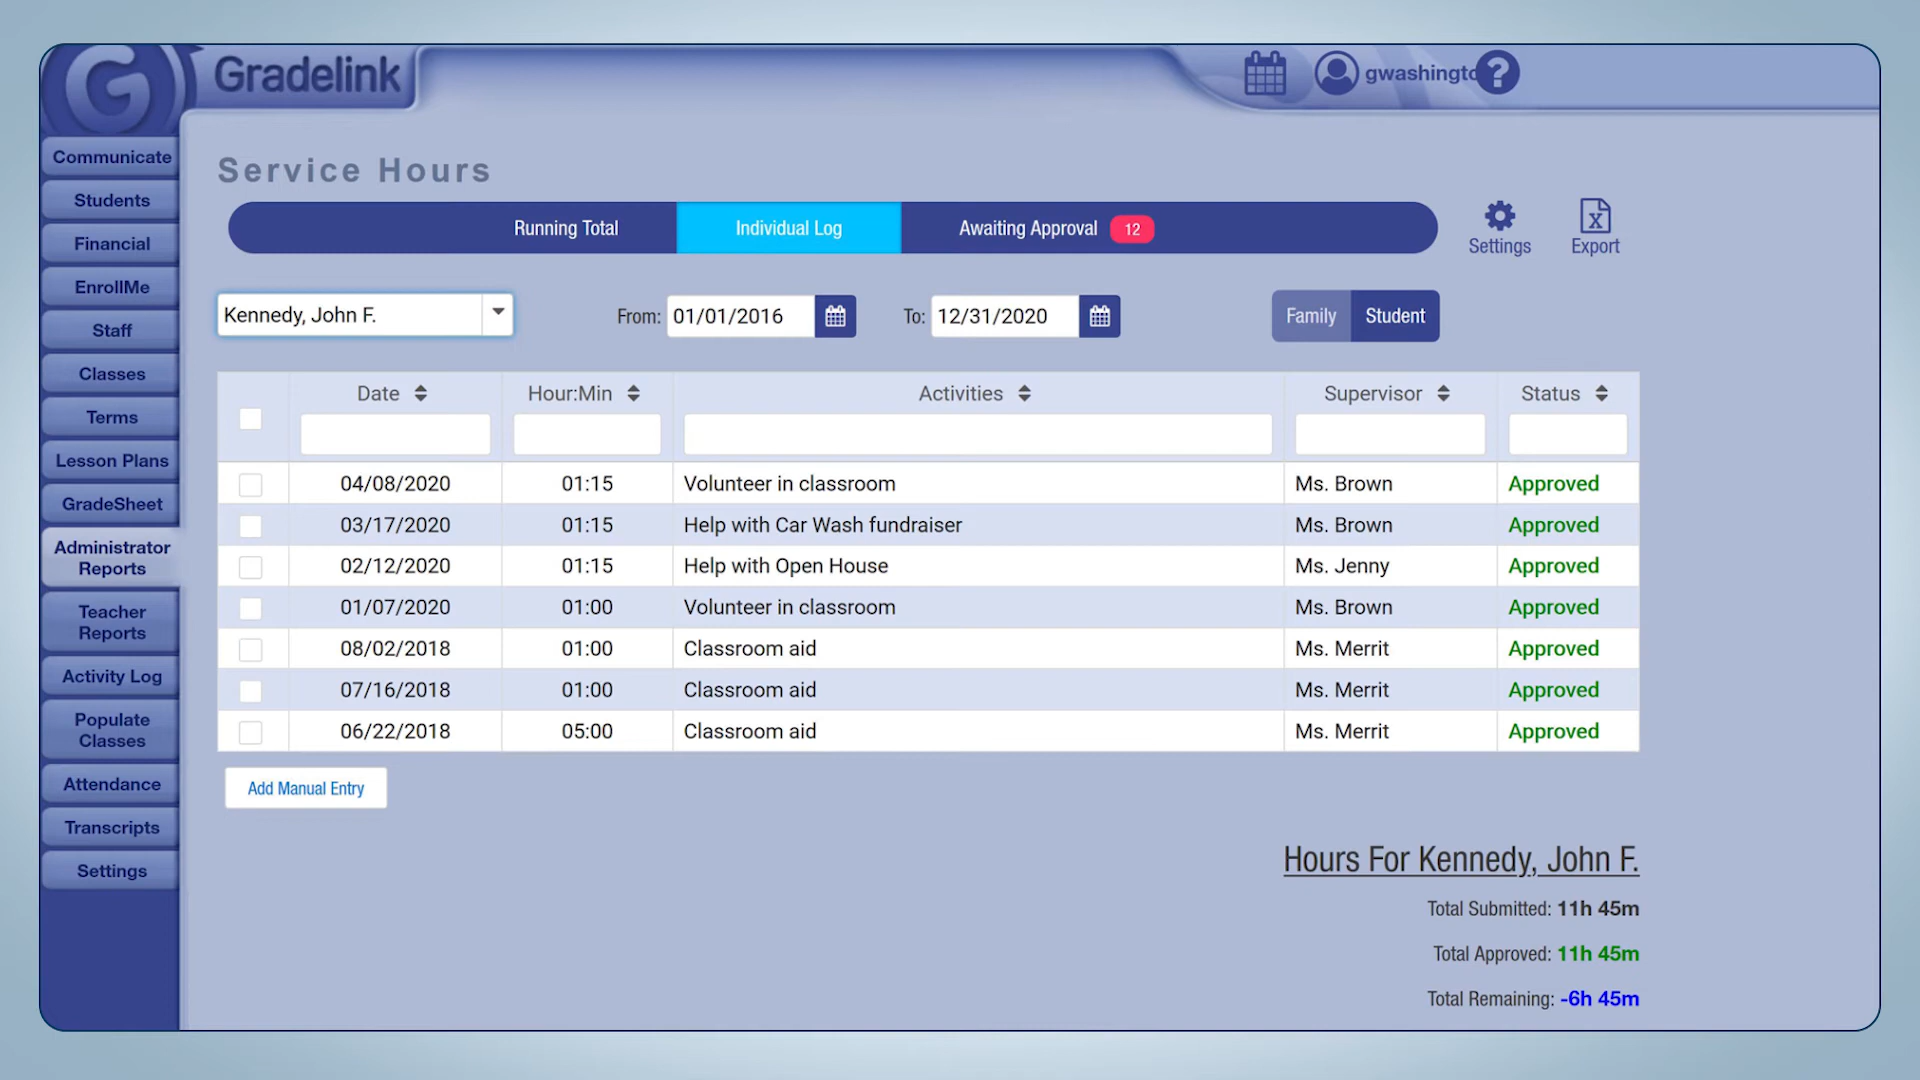 Gradelink
gwashingto
Communicate
Students
Financial
EnrollMe
Staff
Classes
Terms
Lesson Plans
GradeSheet
Administrator
Reports
Teacher
Reports
Activity Log
Populate
Classes
Attendance
Transcripts
Settings
Service Hours
Running Total
Individual Log
Awaiting Approval 12
Settings
Export
Kennedy, John F.
From: 01/01/2016
To: 12/31/2020
Family
Student
Date Hour:Min Activities Supervisor Status
04/08/2020 01:15 Volunteer in classroom Ms. Brown Approved
03/17/2020 01:15 Help with Car Wash fundraiser Ms. Brown Approved
02/12/2020 01:15 Help with Open House Ms. Jenny Approved
01/07/2020 01:00 Volunteer in classroom Ms. Brown Approved
08/02/2018 01:00 Classroom aid Ms. Merrit Approved
07/16/2018 01:00 Classroom aid Ms. Merrit Approved
06/22/2018 05:00 Classroom aid Ms. Merrit Approved
Add Manual Entry
Hours For Kennedy, John F.
Total Submitted: 11h 45m
Total Approved: 11h 45m
Total Remaining: -6h 45m